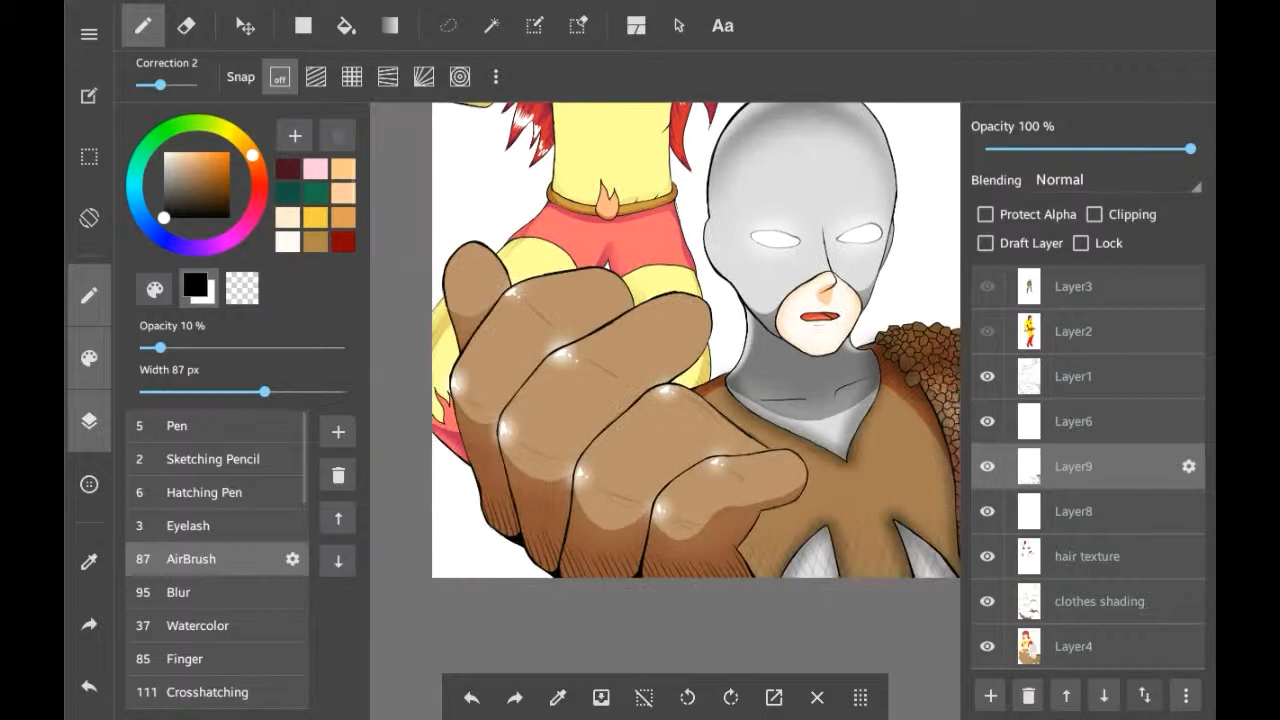 Aa
Correction 2
Snap
off
Opacity 10 %
Width 87 px
5 Pen
2 Sketching Pencil
6 Hatching Pen
3 Eyelash
87 AirBrush
95 Blur
37 Watercolor
85 Finger
111 Crosshatching
Opacity 100 %
Blending Normal
Protect Alpha Clipping
Draft Layer Lock
Layer3
Layer2
Layer1
Layer6
Layer9
Layer8
hair texture
clothes shading
Layer4